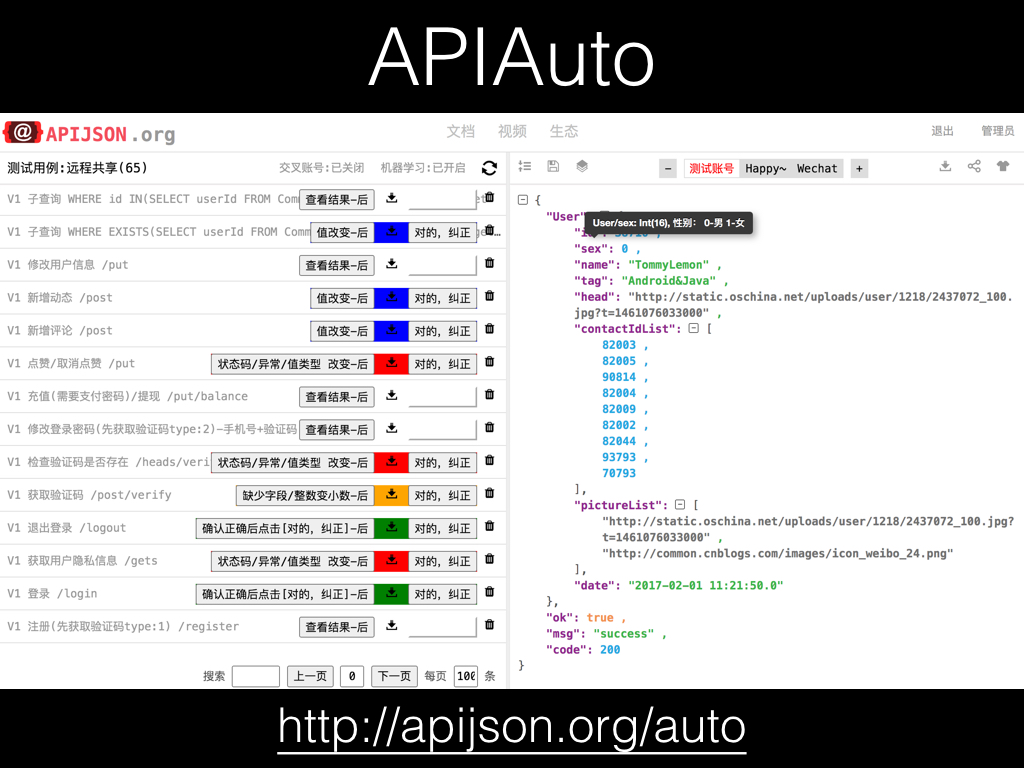 APIAuto
@ APIJSON.org 文档 视频 生态 退出 管理员
测试用例:远程共享(65) 交叉账号:已关闭 机器学习:已开启
- 测试账号 Happy~ Wechat +
V1 子查询 WHERE id IN(SELECT userId FROM Com 查看结果-后
V1 子查询 WHERE EXISTS(SELECT userId FROM Comm 值改变-后 对的, 纠正
V1 修改用户信息 /put 查看结果-后
V1 新增动态 /post 值改变-后 对的, 纠正
V1 新增评论 /post 值改变-后 对的, 纠正
V1 点赞/取消点赞 /put 状态码/异常/值类型 改变-后 对的, 纠正
V1 充值(需要支付密码)/提现 /put/balance 查看结果-后
V1 修改登录密码(先获取验证码type:2)-手机号+验证码 查看结果-后
V1 检查验证码是否存在 /heads/veri 状态码/异常/值类型 改变-后 对的, 纠正
V1 获取验证码 /post/verify 缺少字段/整数变小数-后 对的, 纠正
V1 退出登录 /logout 确认正确后点击[对的, 纠正]-后 对的, 纠正
V1 获取用户隐私信息 /gets 状态码/异常/值类型 改变-后 对的, 纠正
V1 登录 /login 确认正确后点击[对的, 纠正]-后 对的, 纠正
V1 注册(先获取验证码type:1) /register 查看结果-后
搜索 上一页 0 下一页 每页 100 条
{
"User"
User/sex: Int(16), 性别: 0-男 1-女
"sex": 0 ,
"name": "TommyLemon" ,
"tag": "Android&Java" ,
"head": "http://static.oschina.net/uploads/user/1218/2437072_100.
jpg?t=1461076033000" ,
"contactIdList": [
82003 ,
82005 ,
90814 ,
82004 ,
82009 ,
82002 ,
82044 ,
93793 ,
70793
],
"pictureList": [
"http://static.oschina.net/uploads/user/1218/2437072_100.jpg?
t=1461076033000" ,
"http://common.cnblogs.com/images/icon_weibo_24.png"
],
"date": "2017-02-01 11:21:50.0"
},
"ok": true ,
"msg": "success" ,
"code": 200
}
http://apijson.org/auto